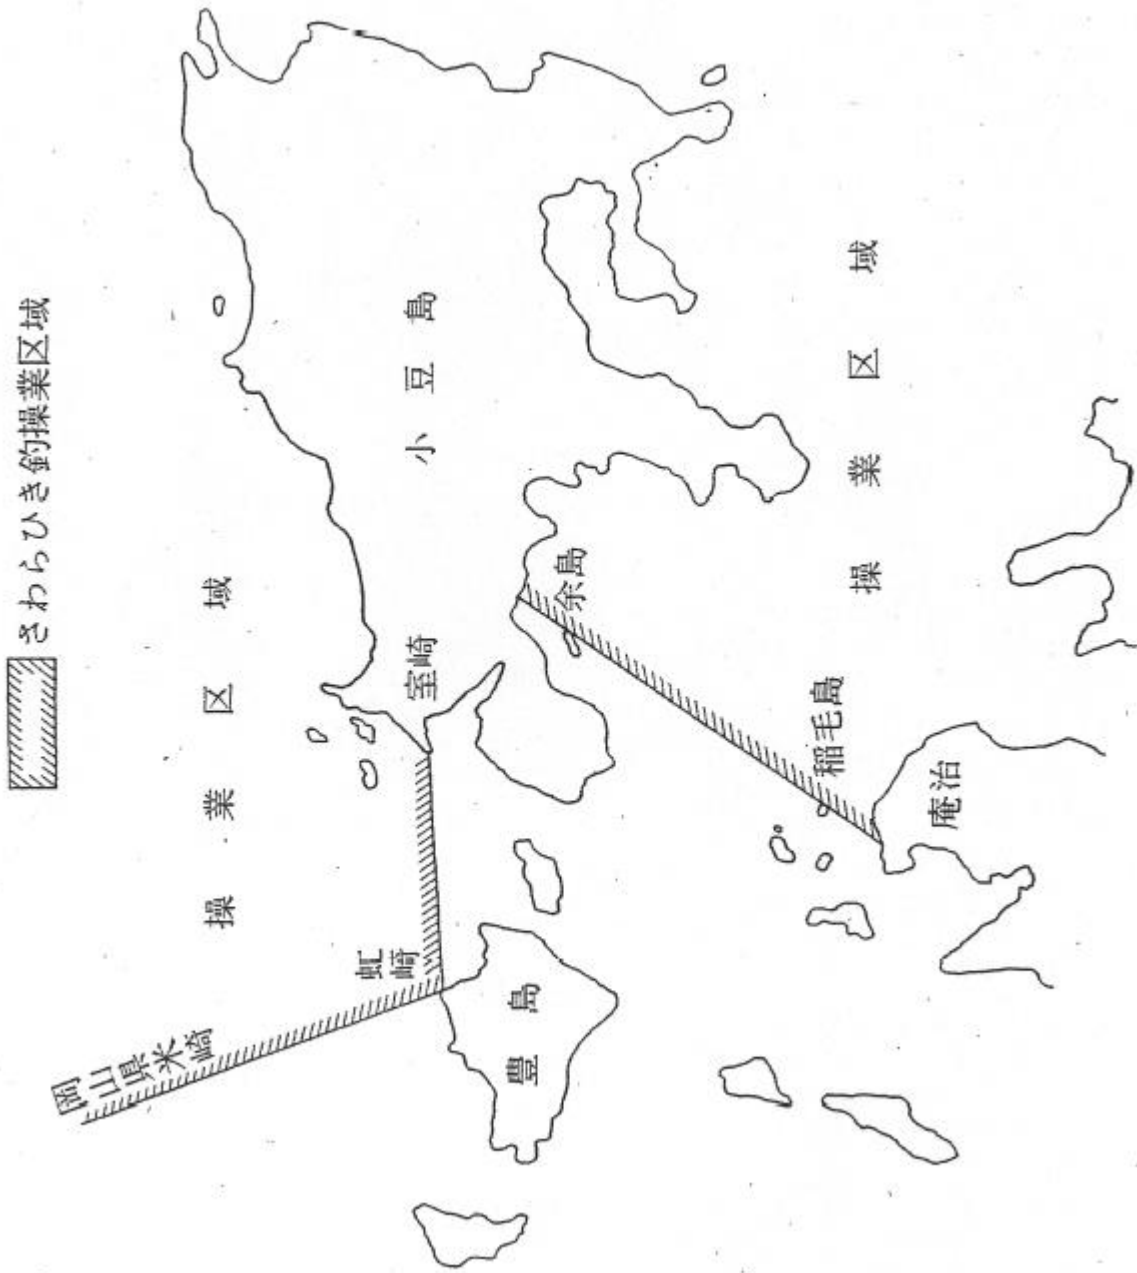 さわらひき釣操業区域
岡山県米崎
虹崎
操業区域
室崎
小豆島
豊島
余島
稲毛島
庵治
操業区域